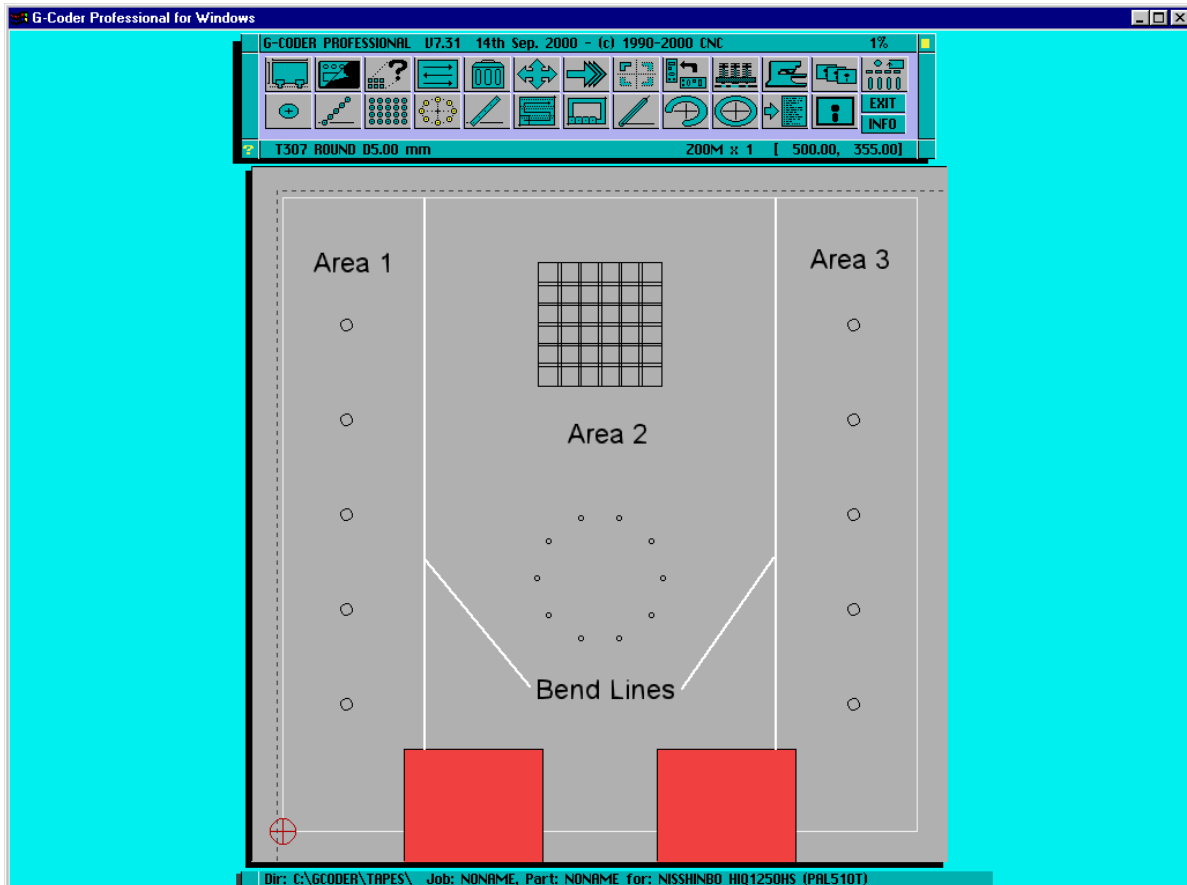 G-Coder Professional for Windows
G-CODER PROFESSIONAL V7.31 14th Sep. 2000 - (c) 1990-2000 CNC 1%
EXIT
INFO
? T307 ROUND D5.00 mm 200M x 1 [ 500.00, 355.00]
Area 1
Area 3
Area 2
Bend Lines
Dir: C:\GCODER\TAPES\ Job: NONAME, Part: NONAME for: NISSHINBO HIQ1250HS (PAL510T)